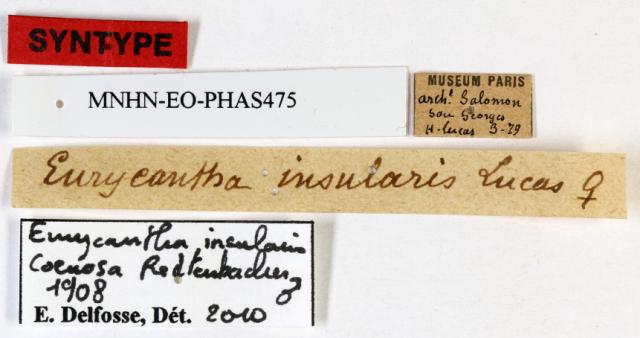 SYNTYPE
MNHN-EO-PHAS475
MUSEUM PARIS
arch.t Salomon
San Georges
H. Lucas 3-79
Eurycantha insularis Lucas ♀
Eurycantha insularis
coenosa Redtenbacher
1908 ♂
E. Delfosse, Dét. 2010